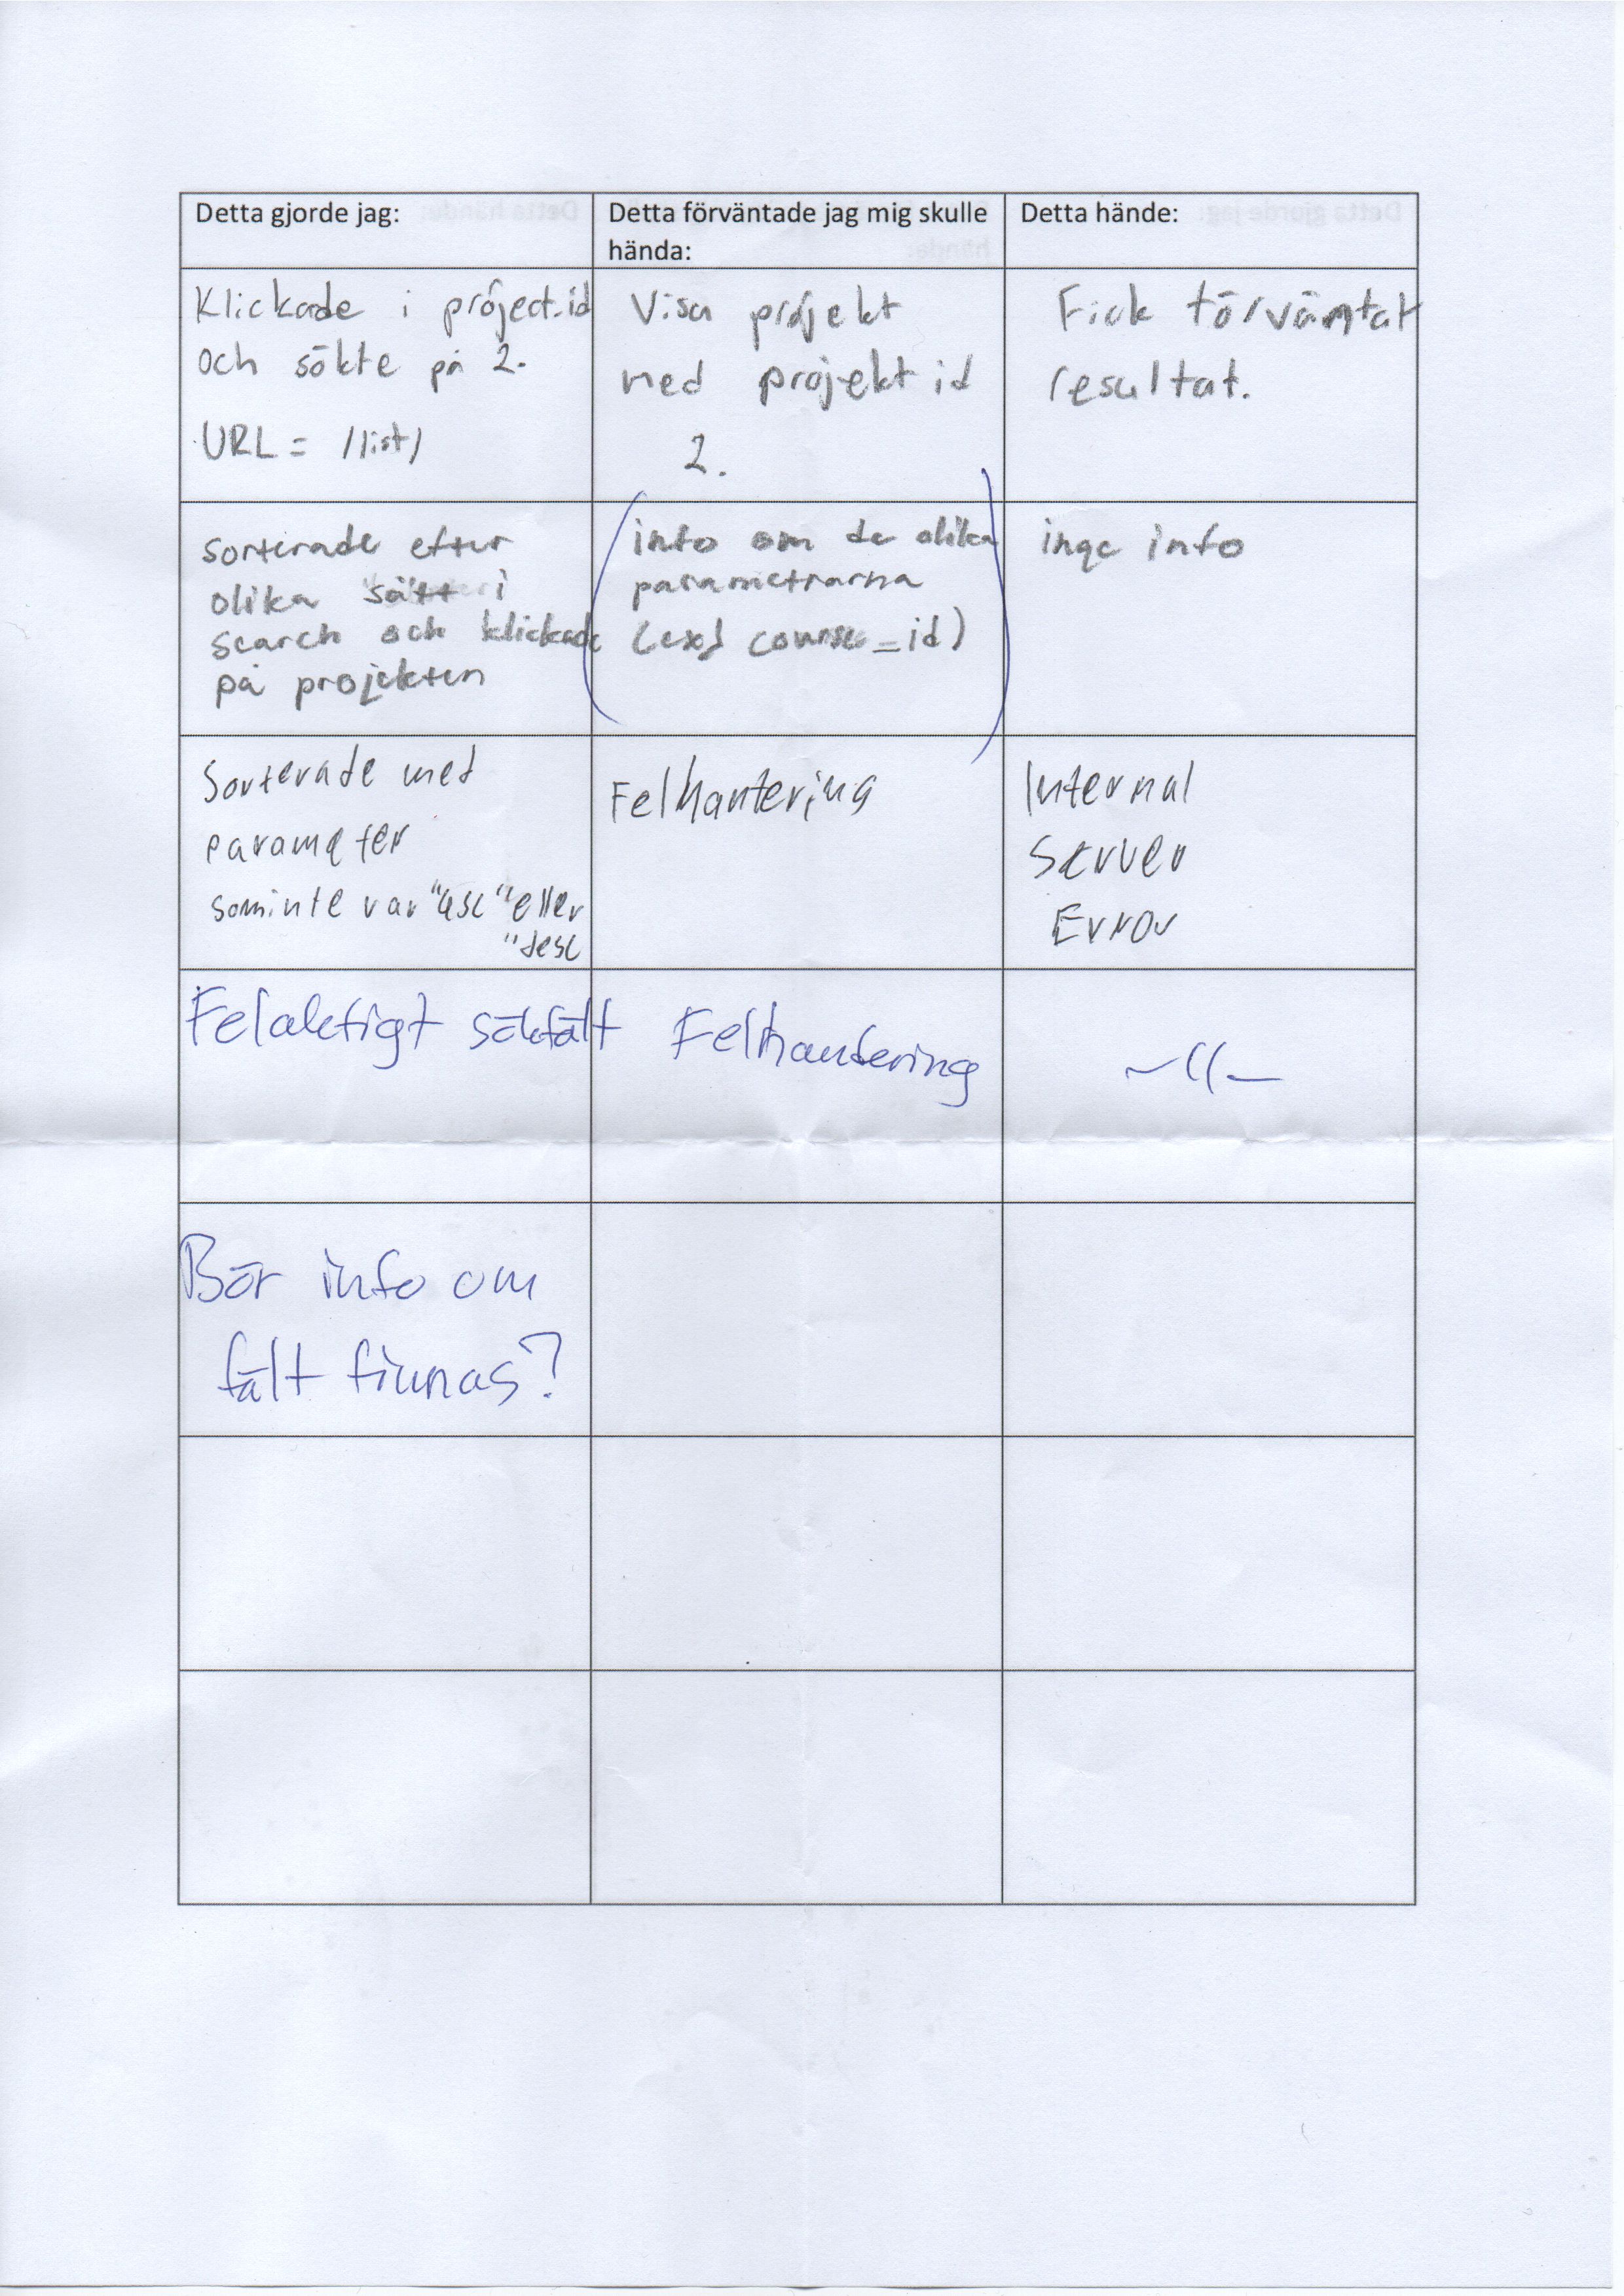 Detta gjorde jag:
Detta förväntade jag mig skulle
hända:
Detta hände:
Klickade i project_id
och sökte på 2.
URL = /list/
Visa projekt
med projekt id
2.
Fick förväntat
resultat.
sorterade efter
olika sätt i
search och klickade
på projekten
info om de olika
parametrarna
(ex) course_id)
inge info
Sorterade med
parameter
som inte var "asc" eller
"desc
Felhantering
Internal
Server
Error
Felaktigt sökfält
Felhantering
–〃–
Bör info om
fält finnas?